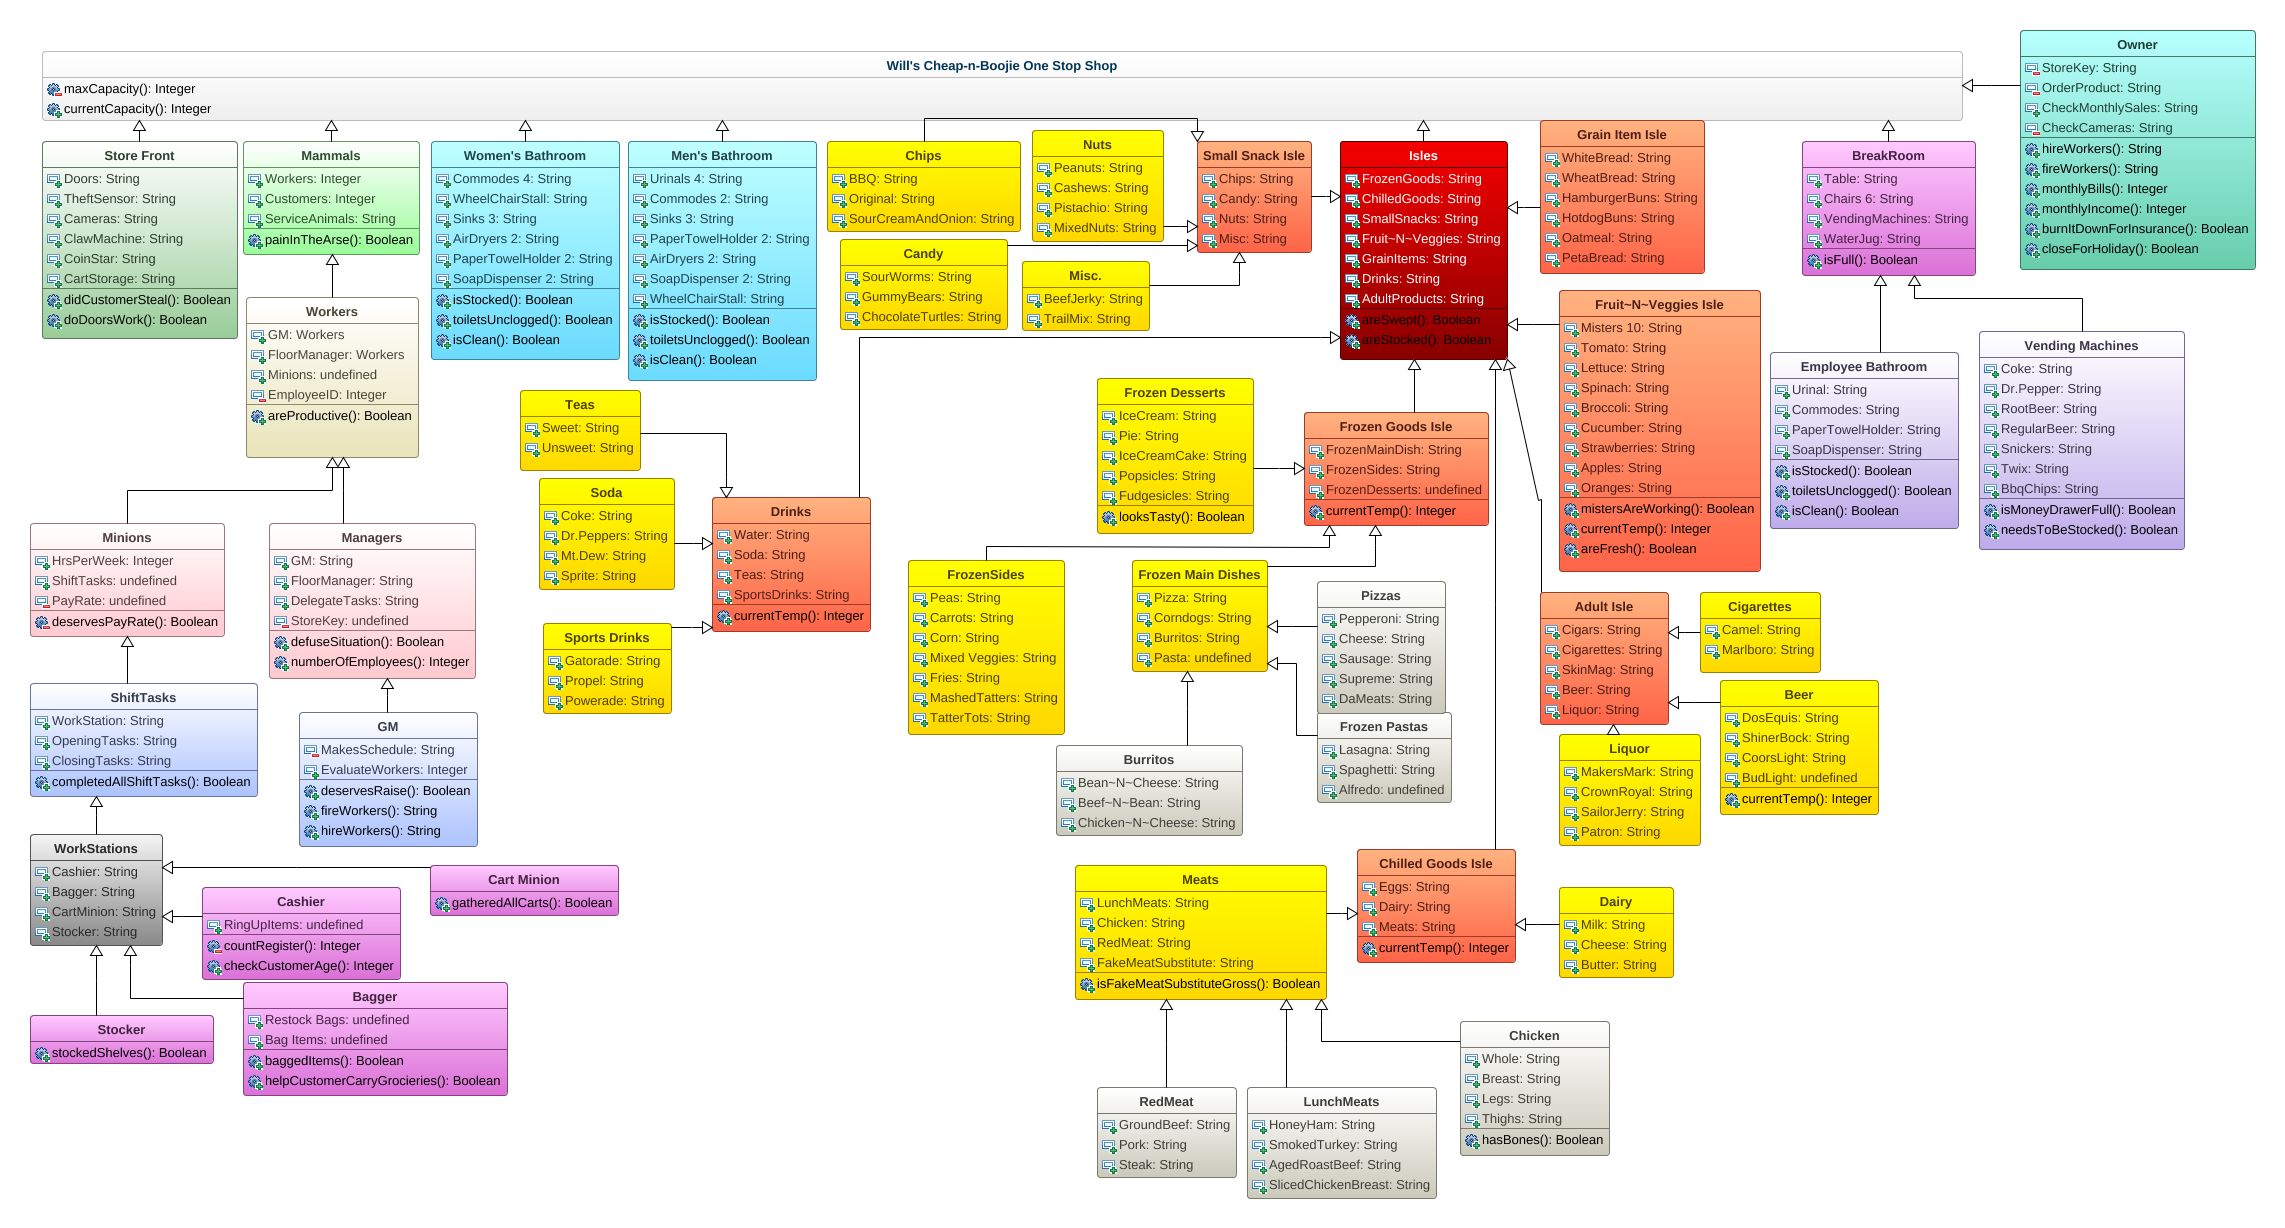 Will's Cheap-n-Boojie One Stop Shop
maxCapacity(): Integer
currentCapacity(): Integer
Owner
StoreKey: String
OrderProduct: String
CheckMonthlySales: String
CheckCameras: String
hireWorkers(): String
fireWorkers(): String
monthlyBills(): Integer
monthlyIncome(): Integer
burnItDownForInsurance(): Boolean
closeForHoliday(): Boolean
Store Front
Doors: String
TheftSensor: String
Cameras: String
ClawMachine: String
CoinStar: String
CartStorage: String
didCustomerSteal(): Boolean
doDoorsWork(): Boolean
Mammals
Workers: Integer
Customers: Integer
ServiceAnimals: String
painInTheArse(): Boolean
Women's Bathroom
Commodes 4: String
WheelChairStall: String
Sinks 3: String
AirDryers 2: String
PaperTowelHolder 2: String
SoapDispenser 2: String
isStocked(): Boolean
toiletsUnclogged(): Boolean
isClean(): Boolean
Men's Bathroom
Urinals 4: String
Commodes 2: String
Sinks 3: String
PaperTowelHolder 2: String
AirDryers 2: String
SoapDispenser 2: String
WheelChairStall: String
isStocked(): Boolean
toiletsUnclogged(): Boolean
isClean(): Boolean
Chips
BBQ: String
Original: String
SourCreamAndOnion: String
Nuts
Peanuts: String
Cashews: String
Pistachio: String
MixedNuts: String
Small Snack Isle
Chips: String
Candy: String
Nuts: String
Misc: String
Isles
FrozenGoods: String
ChilledGoods: String
SmallSnacks: String
Fruit~N~Veggies: String
GrainItems: String
Drinks: String
AdultProducts: String
areSwept(): Boolean
areStocked(): Boolean
Grain Item Isle
WhiteBread: String
WheatBread: String
HamburgerBuns: String
HotdogBuns: String
Oatmeal: String
PetaBread: String
BreakRoom
Table: String
Chairs 6: String
VendingMachines: String
WaterJug: String
isFull(): Boolean
Candy
SourWorms: String
GummyBears: String
ChocolateTurtles: String
Misc.
BeefJerky: String
TrailMix: String
Workers
GM: Workers
FloorManager: Workers
Minions: undefined
EmployeeID: Integer
areProductive(): Boolean
Fruit~N~Veggies Isle
Misters 10: String
Tomato: String
Lettuce: String
Spinach: String
Broccoli: String
Cucumber: String
Strawberries: String
Apples: String
Oranges: String
mistersAreWorking(): Boolean
currentTemp(): Integer
areFresh(): Boolean
Employee Bathroom
Urinal: String
Commodes: String
PaperTowelHolder: String
SoapDispenser: String
isStocked(): Boolean
toiletsUnclogged(): Boolean
isClean(): Boolean
Vending Machines
Coke: String
Dr.Pepper: String
RootBeer: String
RegularBeer: String
Snickers: String
Twix: String
BbqChips: String
isMoneyDrawerFull(): Boolean
needsToBeStocked(): Boolean
Teas
Sweet: String
Unsweet: String
Frozen Desserts
IceCream: String
Pie: String
IceCreamCake: String
Popsicles: String
Fudgesicles: String
looksTasty(): Boolean
Frozen Goods Isle
FrozenMainDish: String
FrozenSides: String
FrozenDesserts: undefined
currentTemp(): Integer
Soda
Coke: String
Dr.Peppers: String
Mt.Dew: String
Sprite: String
Drinks
Water: String
Soda: String
Teas: String
SportsDrinks: String
currentTemp(): Integer
Sports Drinks
Gatorade: String
Propel: String
Powerade: String
Minions
HrsPerWeek: Integer
ShiftTasks: undefined
PayRate: undefined
deservesPayRate(): Boolean
Managers
GM: String
FloorManager: String
DelegateTasks: String
StoreKey: undefined
defuseSituation(): Boolean
numberOfEmployees(): Integer
FrozenSides
Peas: String
Carrots: String
Corn: String
Mixed Veggies: String
Fries: String
MashedTatters: String
TatterTots: String
Frozen Main Dishes
Pizza: String
Corndogs: String
Burritos: String
Pasta: undefined
Pizzas
Pepperoni: String
Cheese: String
Sausage: String
Supreme: String
DaMeats: String
Frozen Pastas
Lasagna: String
Spaghetti: String
Alfredo: undefined
Burritos
Bean~N~Cheese: String
Beef~N~Bean: String
Chicken~N~Cheese: String
Adult Isle
Cigars: String
Cigarettes: String
SkinMag: String
Beer: String
Liquor: String
Cigarettes
Camel: String
Marlboro: String
Beer
DosEquis: String
ShinerBock: String
CoorsLight: String
BudLight: undefined
currentTemp(): Integer
Liquor
MakersMark: String
CrownRoyal: String
SailorJerry: String
Patron: String
ShiftTasks
WorkStation: String
OpeningTasks: String
ClosingTasks: String
completedAllShiftTasks(): Boolean
GM
MakesSchedule: String
EvaluateWorkers: Integer
deservesRaise(): Boolean
fireWorkers(): String
hireWorkers(): String
WorkStations
Cashier: String
Bagger: String
CartMinion: String
Stocker: String
Cart Minion
gatheredAllCarts(): Boolean
Cashier
RingUpItems: undefined
countRegister(): Integer
checkCustomerAge(): Integer
Bagger
Restock Bags: undefined
Bag Items: undefined
baggedItems(): Boolean
helpCustomerCarryGrocieries(): Boolean
Stocker
stockedShelves(): Boolean
Meats
LunchMeats: String
Chicken: String
RedMeat: String
FakeMeatSubstitute: String
isFakeMeatSubstituteGross(): Boolean
Chilled Goods Isle
Eggs: String
Dairy: String
Meats: String
currentTemp(): Integer
Dairy
Milk: String
Cheese: String
Butter: String
RedMeat
GroundBeef: String
Pork: String
Steak: String
LunchMeats
HoneyHam: String
SmokedTurkey: String
AgedRoastBeef: String
SlicedChickenBreast: String
Chicken
Whole: String
Breast: String
Legs: String
Thighs: String
hasBones(): Boolean